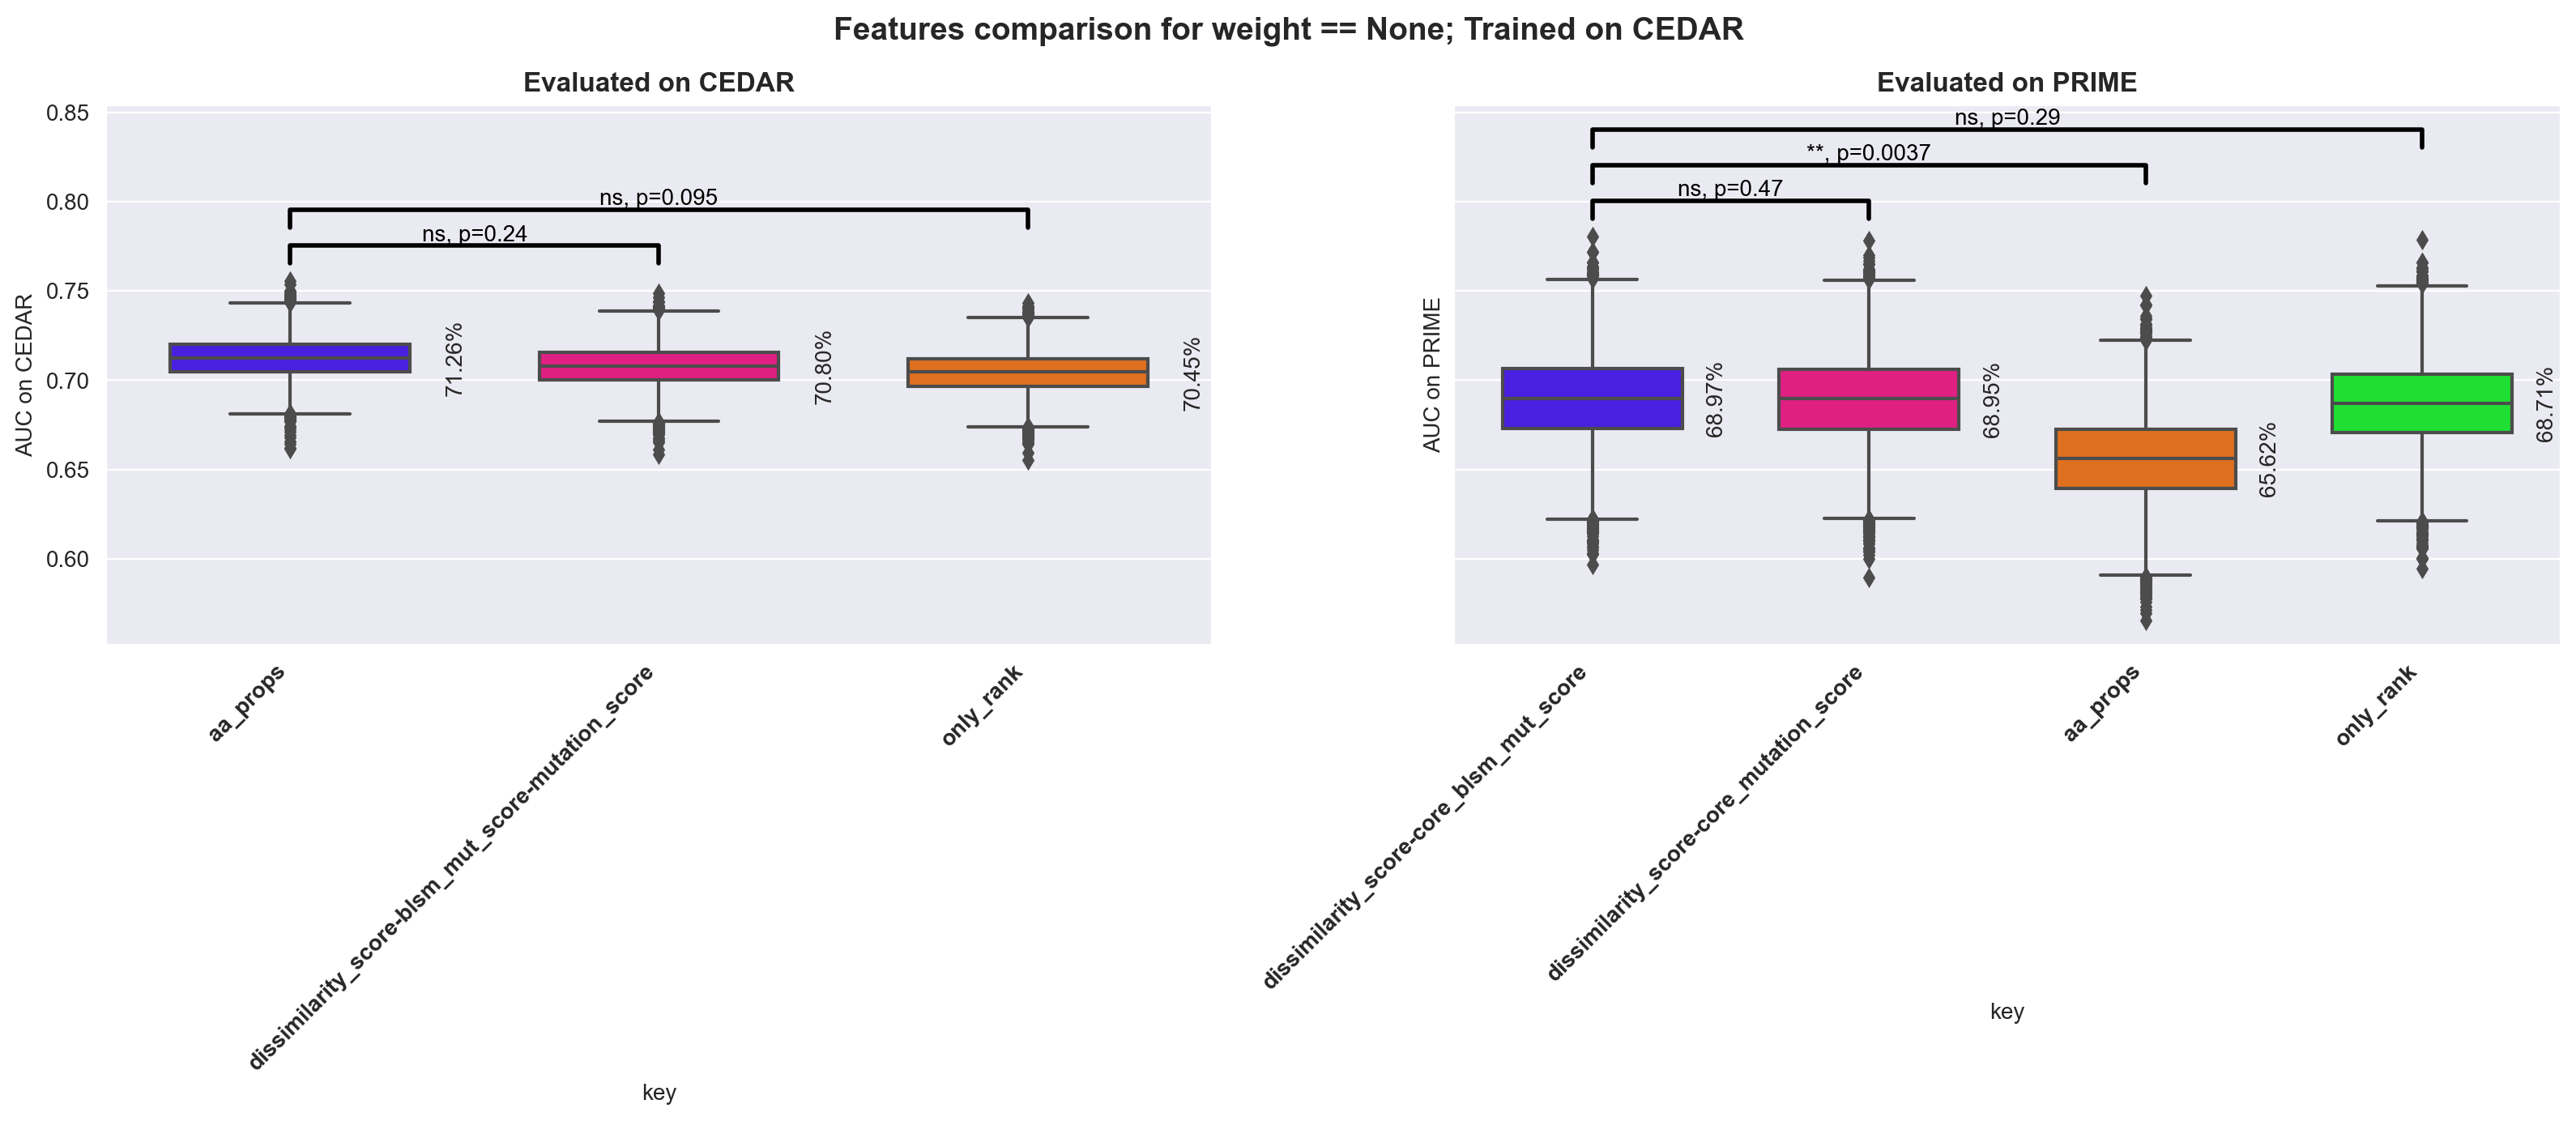 Features comparison for weight == None; Trained on CEDAR
Evaluated on CEDAR
AUC on CEDAR
0.85
0.80
0.75
0.70
0.65
0.60
ns, p=0.095
ns, p=0.24
71.26%
70.80%
70.45%
aa_props
dissimilarity_score-blsm_mut_score-mutation_score
only_rank
key
Evaluated on PRIME
AUC on PRIME
ns, p=0.29
**, p=0.0037
ns, p=0.47
68.97%
68.95%
65.62%
68.71%
dissimilarity_score-core_blsm_mut_score
dissimilarity_score-core_mutation_score
aa_props
only_rank
key